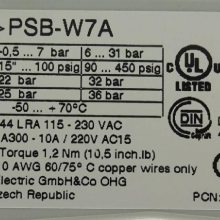 >PSB-W7A
-0,5 ... 7 bar 6 ... 31 bar
15" ... 100 psig 90 ... 450 psig
22 bar 32 bar
25 bar 36 bar
-50 ... +70°C
44 LRA 115 - 230 VAC
A300 - 10A / 220V AC15
Torque 1,2 Nm (10,5 inch.lb)
0 AWG 60/75° C copper wires only
Electric GmbH&Co OHG
zech Republic
C UL US
LISTED
DIN
PCN: